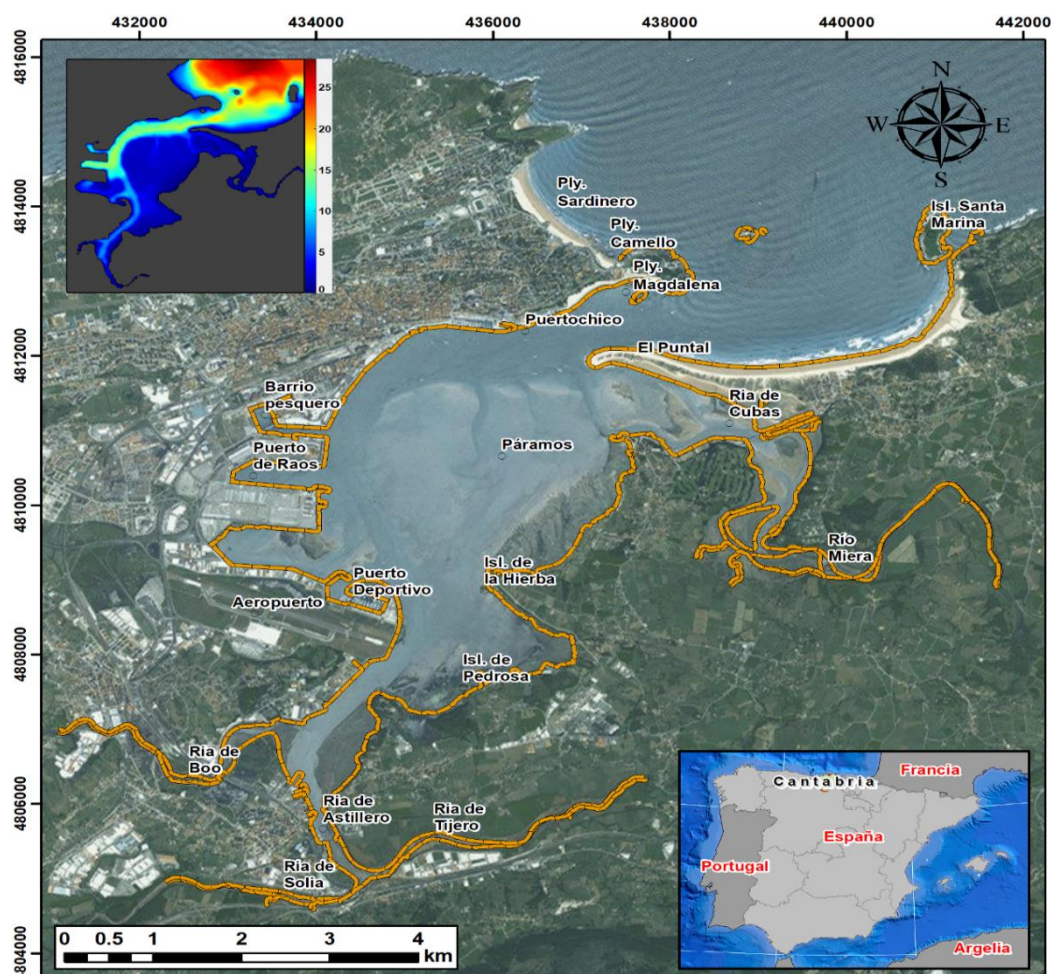 432000 434000 436000 438000 440000 442000
4816000
4814000
4812000
4810000
4808000
4806000
4804000
25
20
15
10
5
0
N
W E
S
Ply.
Sardinero
Isl. Santa
Marina
Ply.
Camello
Ply.
Magdalena
Puertochico
El Puntal
Barrio
pesquero
Ria de
Cubas
Puerto
de Raos
Páramos
Río
Miera
Isl. de
la Hierba
Puerto
Deportivo
Aeropuerto
Isl. de
Pedrosa
Ria de
Boo
Ria de
Astillero
Ria de
Tijero
Ria de
Solia
0 0.5 1 2 3 4
km
Francia
Cantabria
España
Portugal
Argelia